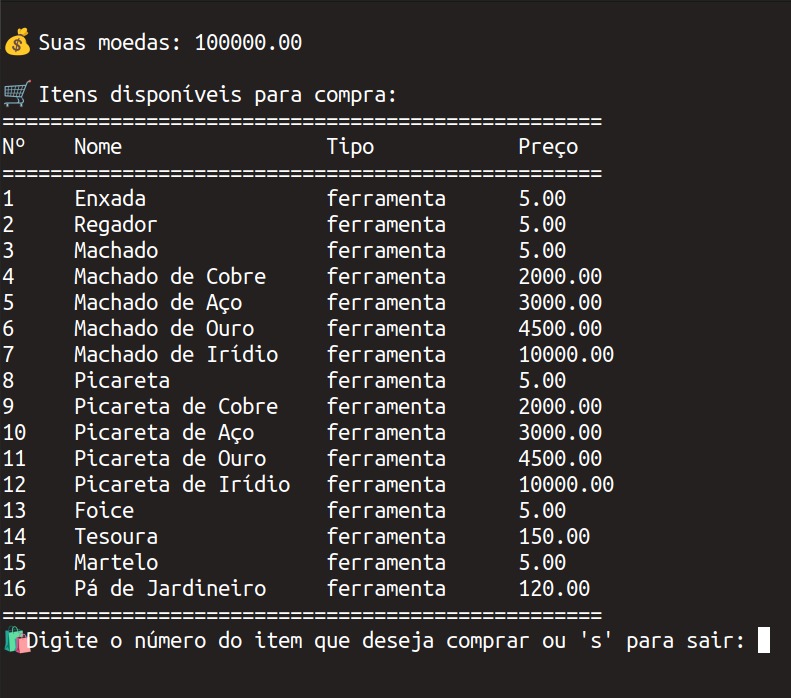 💰 Suas moedas: 100000.00
🛒 Itens disponíveis para compra:
==================================================
Nº Nome Tipo Preço
==================================================
1 Enxada ferramenta 5.00
2 Regador ferramenta 5.00
3 Machado ferramenta 5.00
4 Machado de Cobre ferramenta 2000.00
5 Machado de Aço ferramenta 3000.00
6 Machado de Ouro ferramenta 4500.00
7 Machado de Irídio ferramenta 10000.00
8 Picareta ferramenta 5.00
9 Picareta de Cobre ferramenta 2000.00
10 Picareta de Aço ferramenta 3000.00
11 Picareta de Ouro ferramenta 4500.00
12 Picareta de Irídio ferramenta 10000.00
13 Foice ferramenta 5.00
14 Tesoura ferramenta 150.00
15 Martelo ferramenta 5.00
16 Pá de Jardineiro ferramenta 120.00
==================================================
🛍️Digite o número do item que deseja comprar ou 's' para sair: